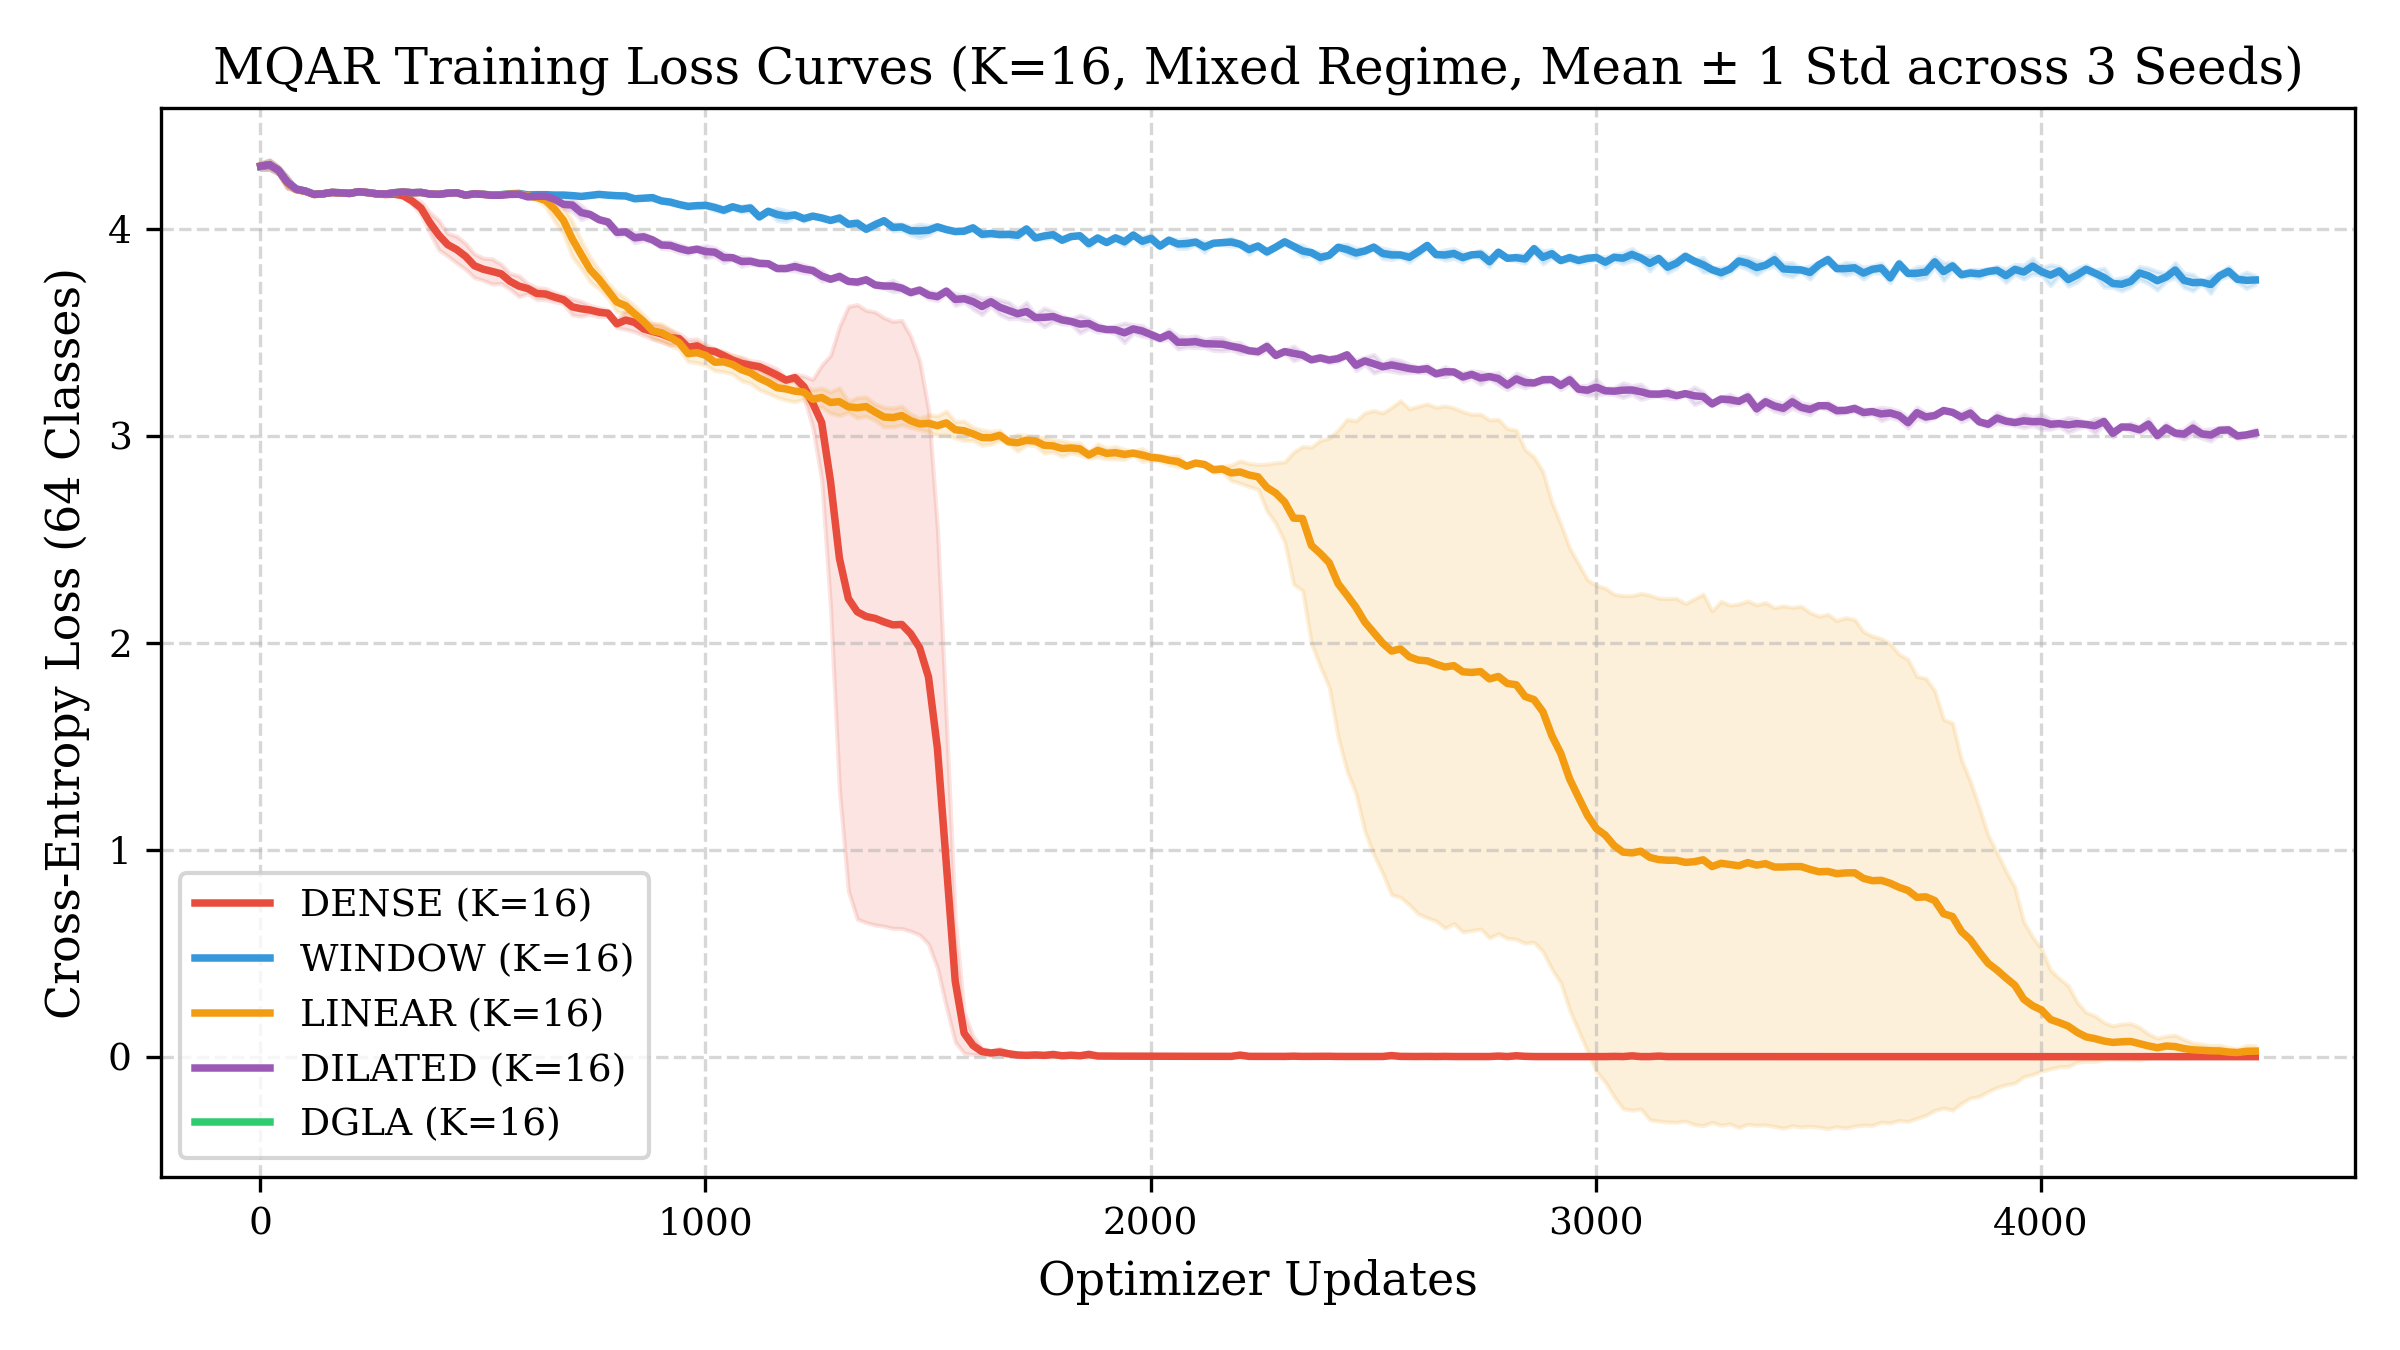 MQAR Training Loss Curves (K=16, Mixed Regime, Mean ± 1 Std across 3 Seeds)
Cross-Entropy Loss (64 Classes)
4
3
2
1
0
DENSE (K=16)
WINDOW (K=16)
LINEAR (K=16)
DILATED (K=16)
DGLA (K=16)
0 1000 2000 3000 4000
Optimizer Updates